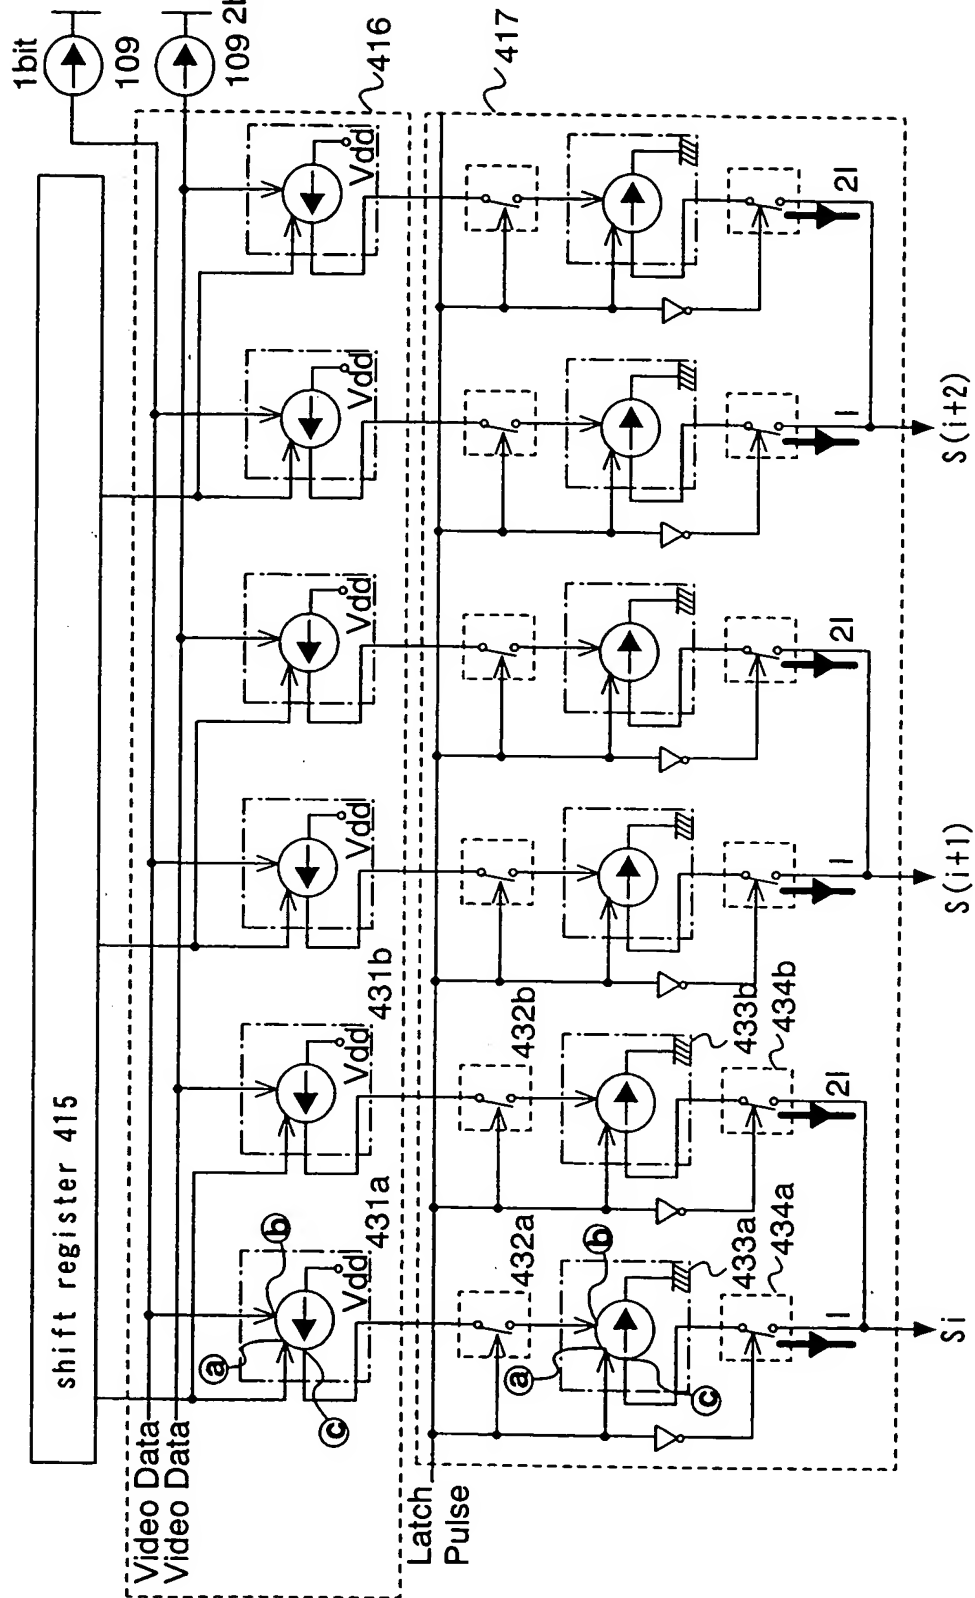 1bit
109
109 2b
shift register 415
Video Data
Video Data
416
Vdd
Vdd
Vdd
Vdd
Vdd
Vdd
a
b
c
431a
431b
Latch
Pulse
417
432a
432b
a
b
c
433a
433b
434a
434b
I
2I
I
2I
I
2I
Si
S(i+1)
S(i+2)